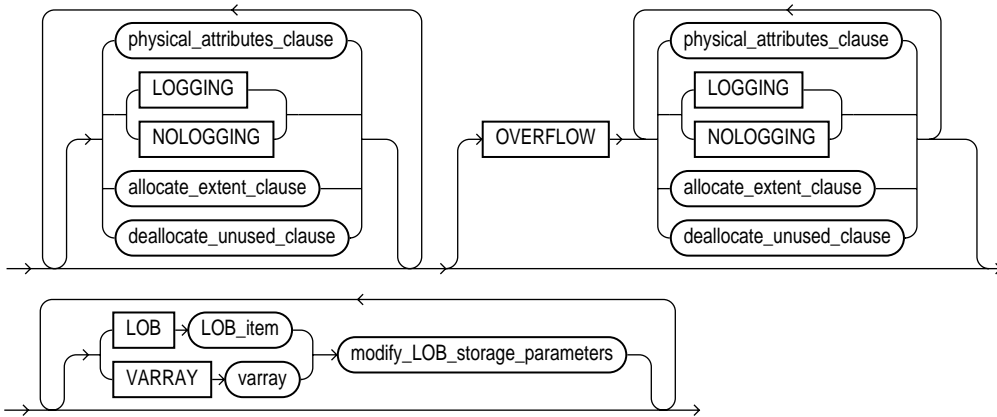 physical_attributes_clause
LOGGING
NOLOGGING
allocate_extent_clause
deallocate_unused_clause
OVERFLOW
physical_attributes_clause
LOGGING
NOLOGGING
allocate_extent_clause
deallocate_unused_clause
LOB LOB_item
VARRAY varray
modify_LOB_storage_parameters